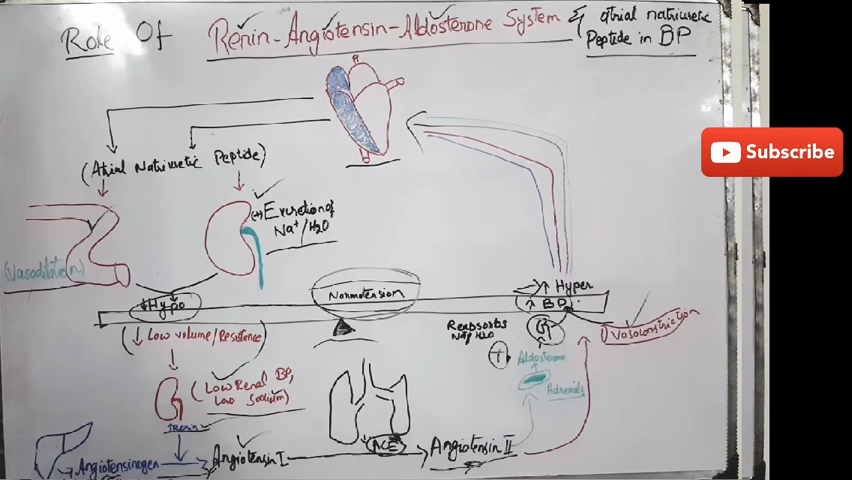 Role Of Renin-Angiotensin-Aldosterone System & atrial natriuretic
Peptide in BP
Subscribe
(Atrial Natriuretic Peptide)
(+) Excretion of
Na+/H2O
(Vasodilation)
↓Hypo
Normotension
↑ Hyper
↑ BP
Vasoconstriction
(↓ Low volume/Resistance)
Reabsorbs
Na+/H2O
Aldosterone
Adrenals
(Low Renal BP,
Low Sodium)
↑renin
Angiotensinogen
Angiotensin I
ACE
Angiotensin II